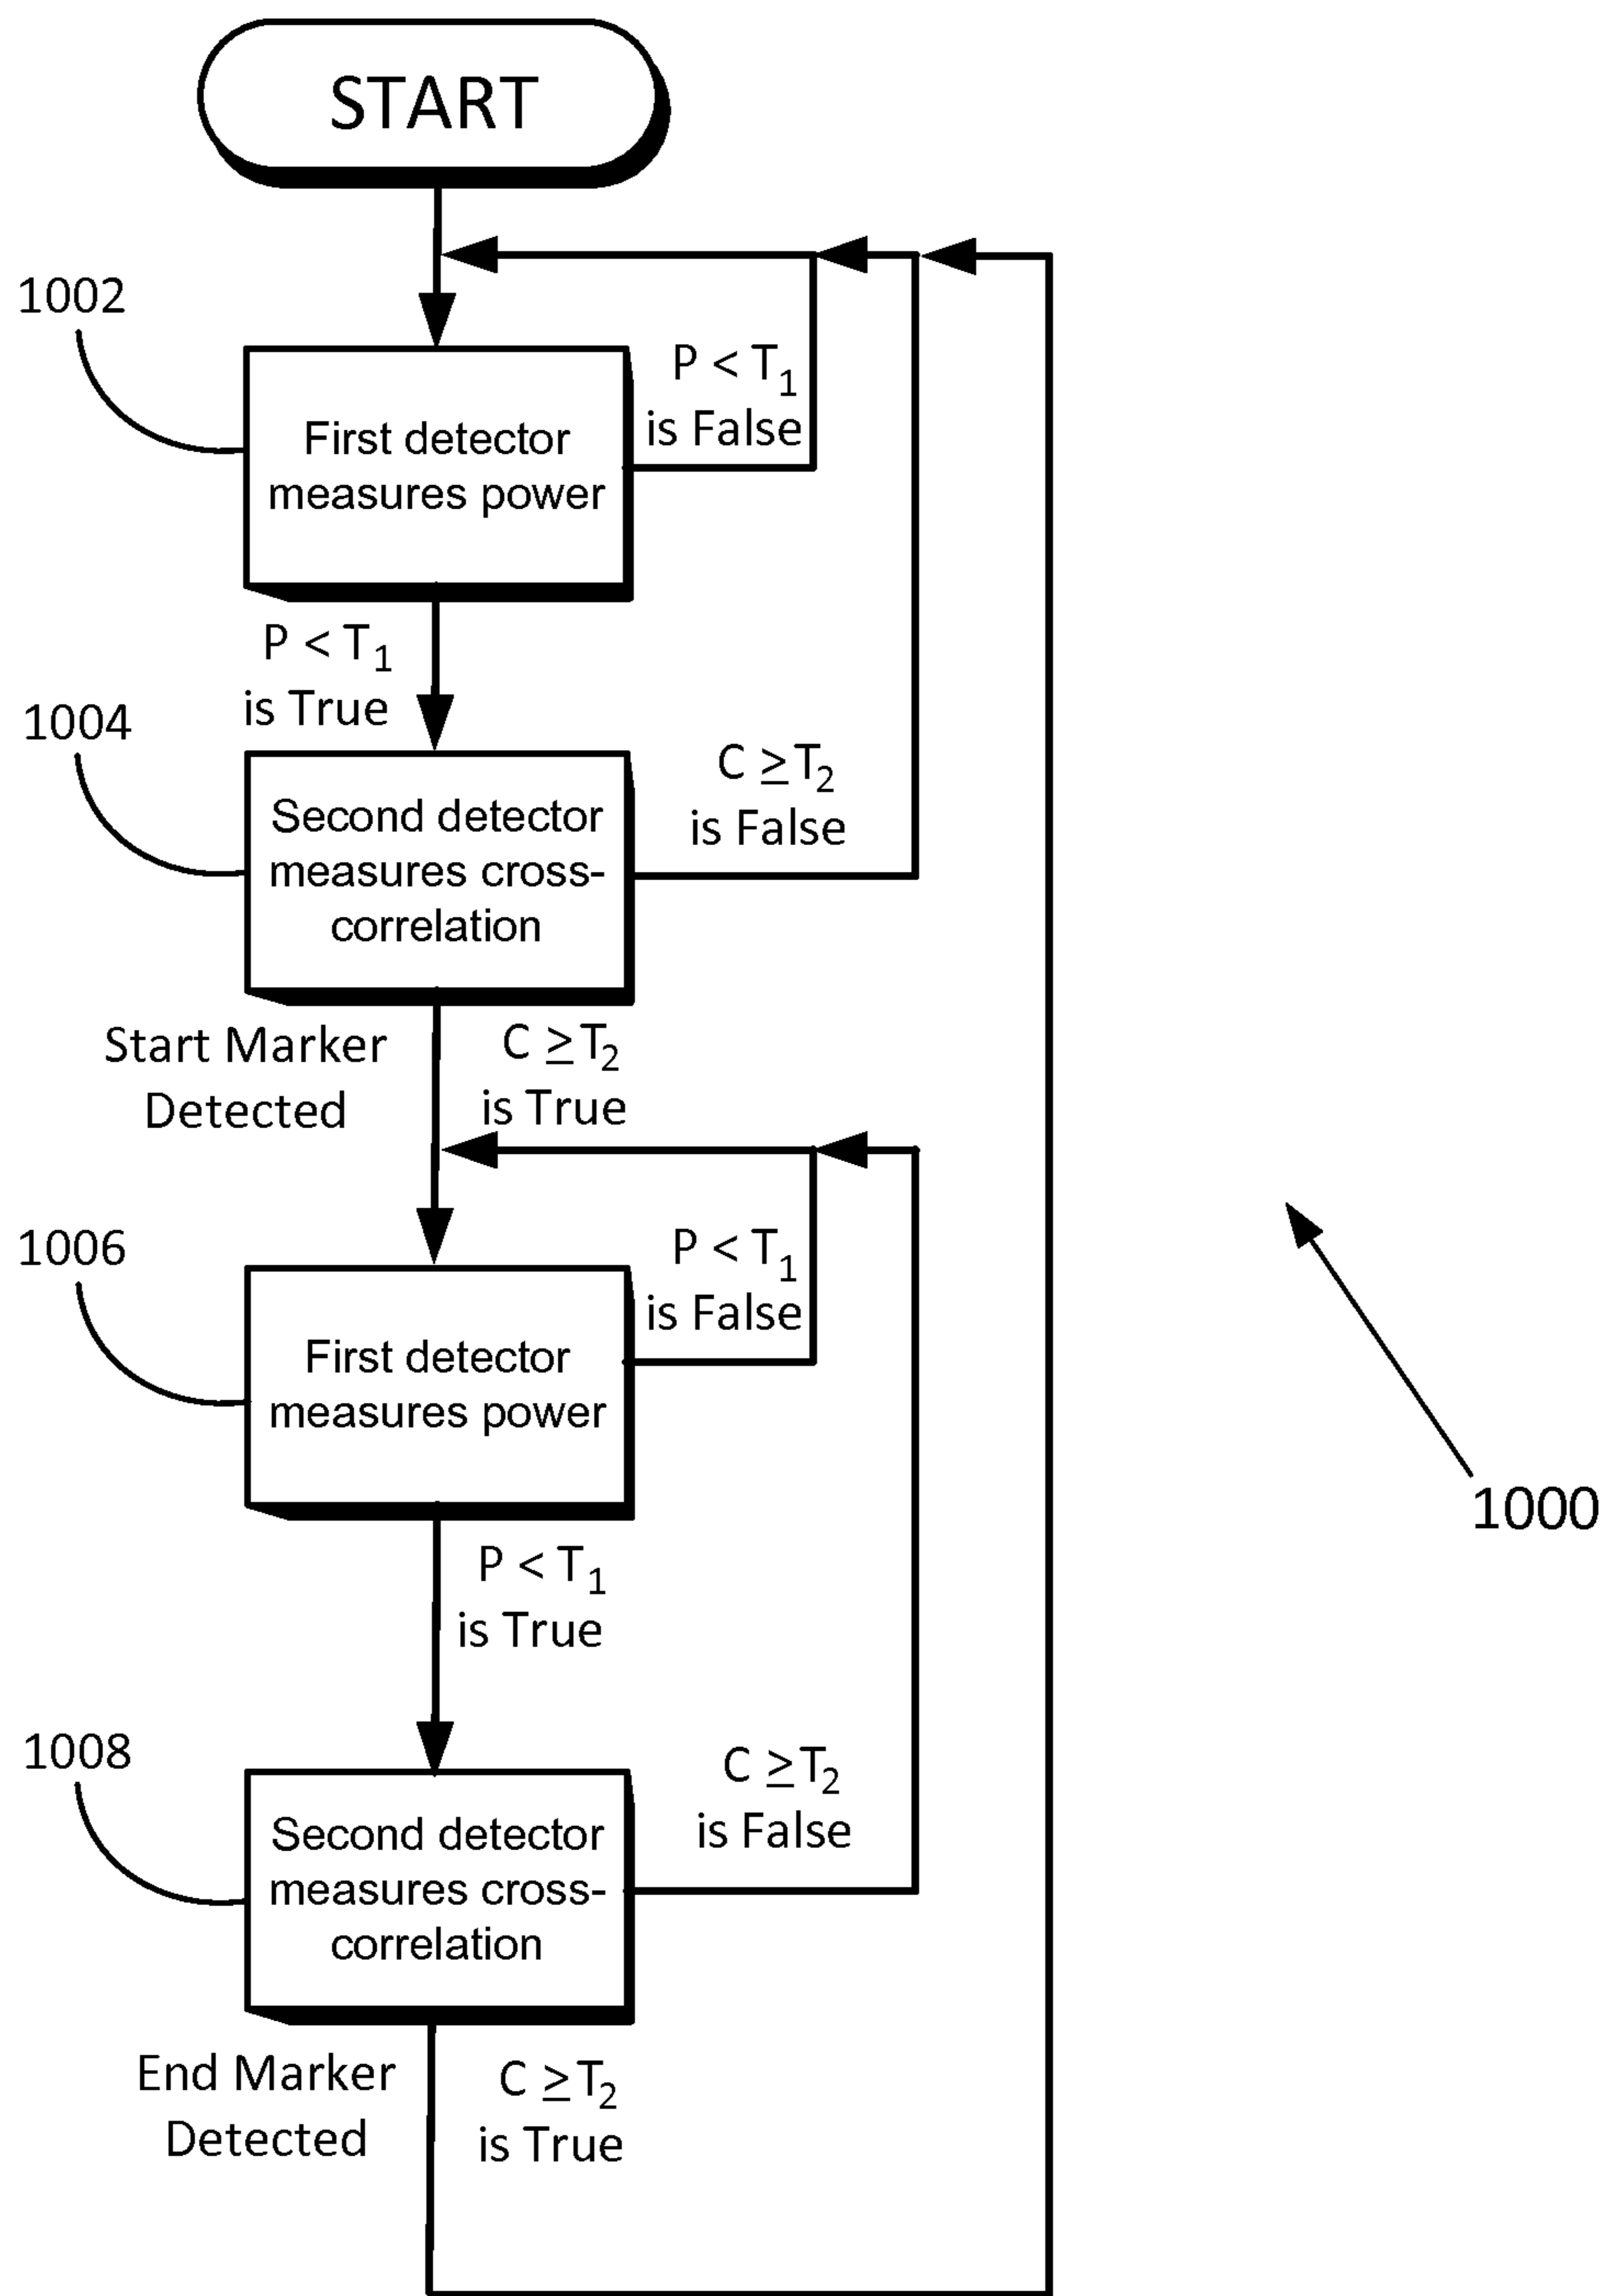 START
1002
P < T1
is False
First detector
measures power
P < T1
is True
1004
C ≥T2
is False
Second detector
measures cross-
correlation
Start Marker
Detected
C ≥T2
is True
1006
P < T1
is False
First detector
measures power
1000
P < T1
is True
1008
C ≥T2
is False
Second detector
measures cross-
correlation
End Marker
Detected
C ≥T2
is True